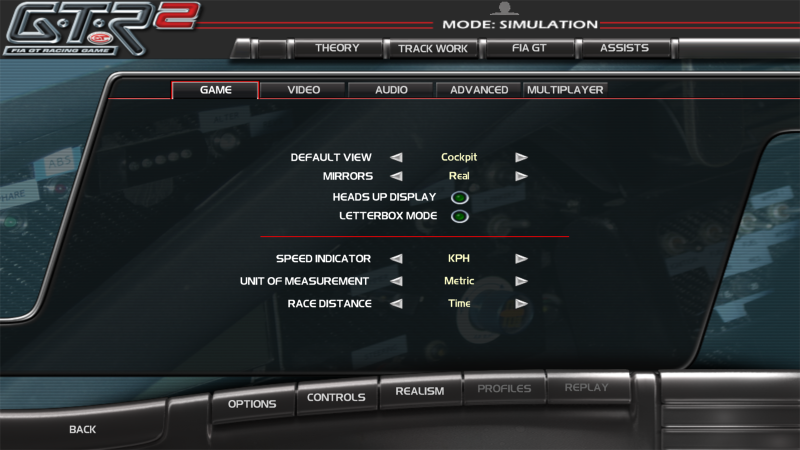 GTR2
FIA GT RACING GAME
MODE: SIMULATION
THEORY
TRACK WORK
FIA GT
ASSISTS
GAME
VIDEO
AUDIO
ADVANCED
MULTIPLAYER
ABS
DEFAULT VIEW Cockpit
MIRRORS Real
HEADS UP DISPLAY
LETTERBOX MODE
SPEED INDICATOR KPH
UNIT OF MEASUREMENT Metric
RACE DISTANCE Time
OPTIONS
CONTROLS
REALISM
PROFILES
REPLAY
BACK